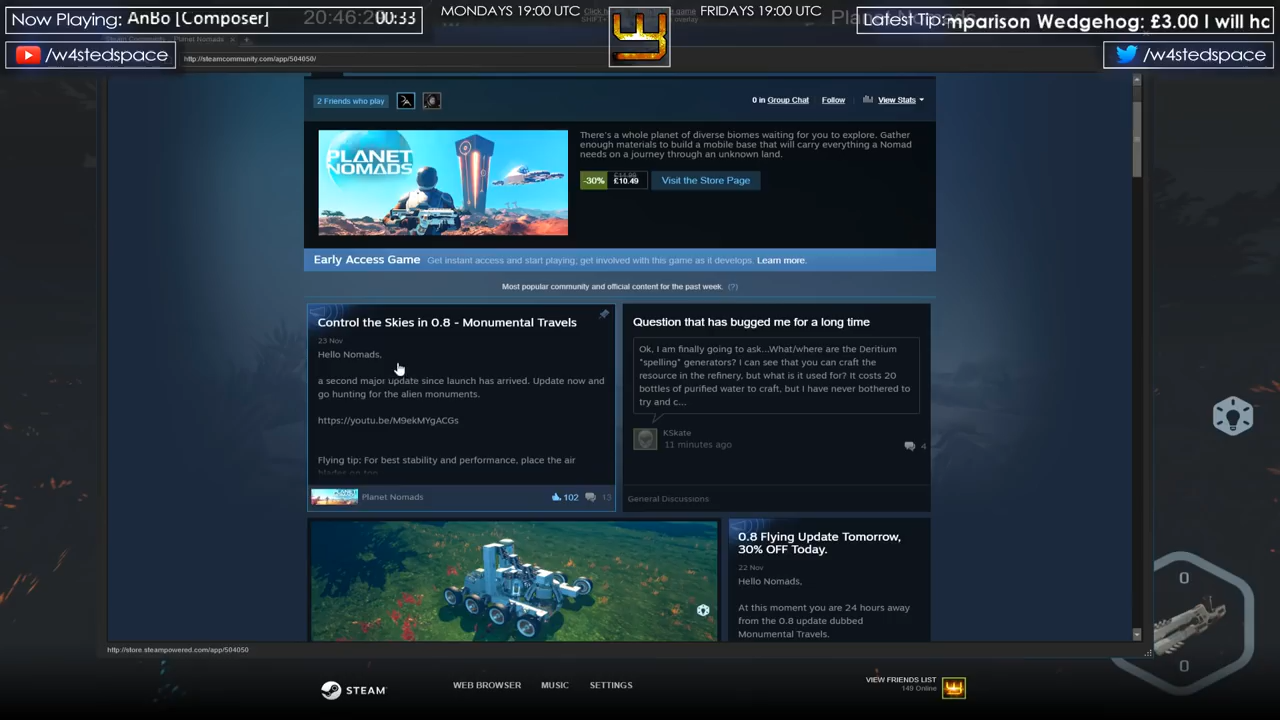 Now Playing: AnBo [Composer]
20:46:20
00:33
MONDAYS 19:00 UTC
FRIDAYS 19:00 UTC
Planet Nomads
Latest Tip: mparison Wedgehog: £3.00 I will hc
/w4stedspace
/w4stedspace
http://steamcommunity.com/app/504050/
2 Friends who play
0 in Group Chat
Follow
View Stats
PLANET
NOMADS
There's a whole planet of diverse biomes waiting for you to explore. Gather
enough materials to build a mobile base that will carry everything a Nomad
needs on a journey through an unknown land.
-30%
£10.49
Visit the Store Page
Early Access Game
Get instant access and start playing; get involved with this game as it develops. Learn more.
Most popular community and official content for the past week. (?)
Control the Skies in 0.8 - Monumental Travels
23 Nov
Hello Nomads,
a second major update since launch has arrived. Update now and
go hunting for the alien monuments.
https://youtu.be/M9ekMYgACGs
Flying tip: For best stability and performance, place the air
blades on top
Planet Nomads
102
13
Question that has bugged me for a long time
Ok, I am finally going to ask...What/where are the Deritium
"spelling" generators? I can see that you can craft the
resource in the refinery, but what is it used for? It costs 20
bottles of purified water to craft, but I have never bothered to
try and c...
KSkate
11 minutes ago
4
General Discussions
0.8 Flying Update Tomorrow,
30% OFF Today.
22 Nov
Hello Nomads,
At this moment you are 24 hours away
from the 0.8 update dubbed
Monumental Travels.
0
0
http://store.steampowered.com/app/504050
STEAM
WEB BROWSER
MUSIC
SETTINGS
VIEW FRIENDS LIST
149 Online